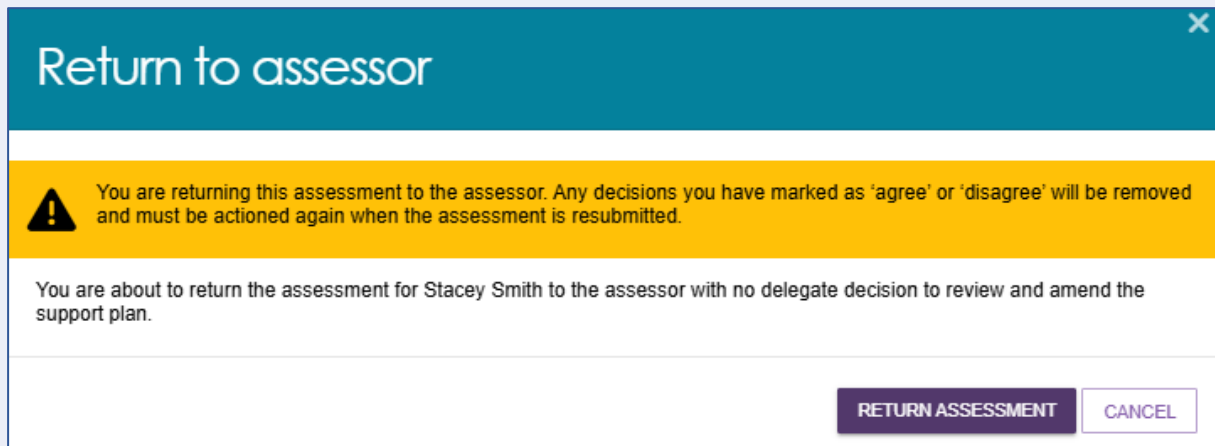 Return to assessor
You are returning this assessment to the assessor. Any decisions you have marked as ‘agree’ or ‘disagree’ will be removed
and must be actioned again when the assessment is resubmitted.
You are about to return the assessment for Stacey Smith to the assessor with no delegate decision to review and amend the
support plan.
RETURN ASSESSMENT CANCEL